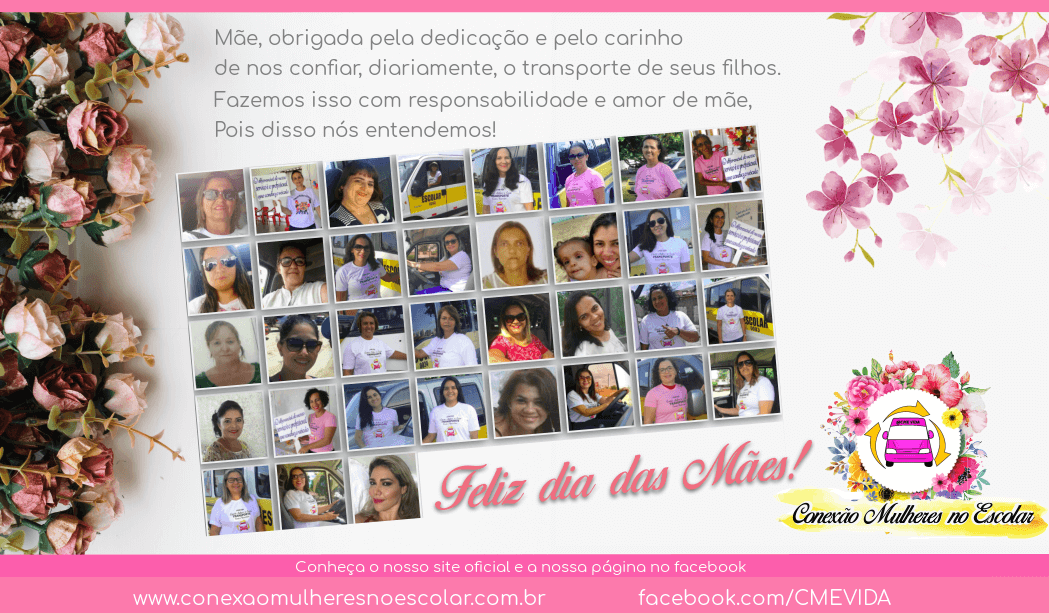 Mãe, obrigada pela dedicação e pelo carinho
de nos confiar, diariamente, o transporte de seus filhos.
Fazemos isso com responsabilidade e amor de mãe,
Pois disso nós entendemos!
ESCOLAR
Feliz dia das Mães!
Conexão Mulheres no Escolar
Conheça o nosso site oficial e a nossa página no facebook
www.conexaomulheresnoescolar.com.br
facebook.com/CMEVIDA